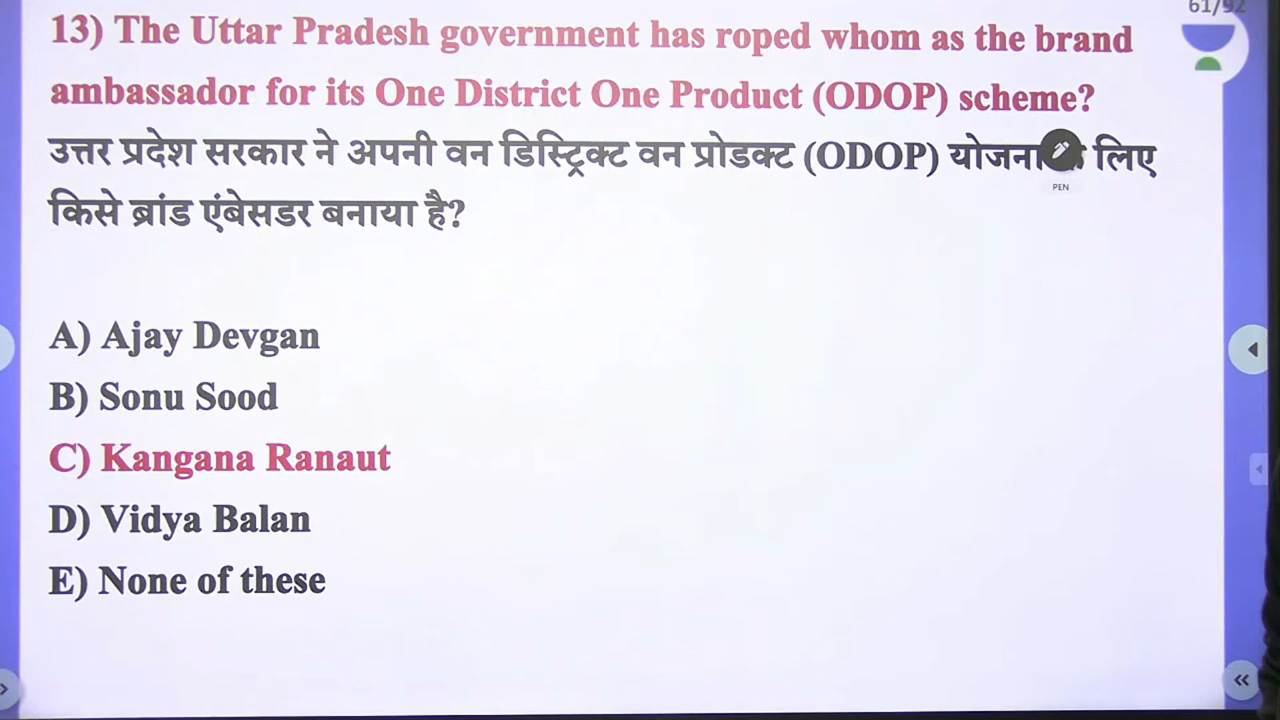 61/92
13) The Uttar Pradesh government has roped whom as the brand
ambassador for its One District One Product (ODOP) scheme?
उत्तर प्रदेश सरकार ने अपनी वन डिस्ट्रिक्ट वन प्रोडक्ट (ODOP) योजना लिए
PEN
किसे ब्रांड एंबेसडर बनाया है?
A) Ajay Devgan
B) Sonu Sood
C) Kangana Ranaut
D) Vidya Balan
E) None of these